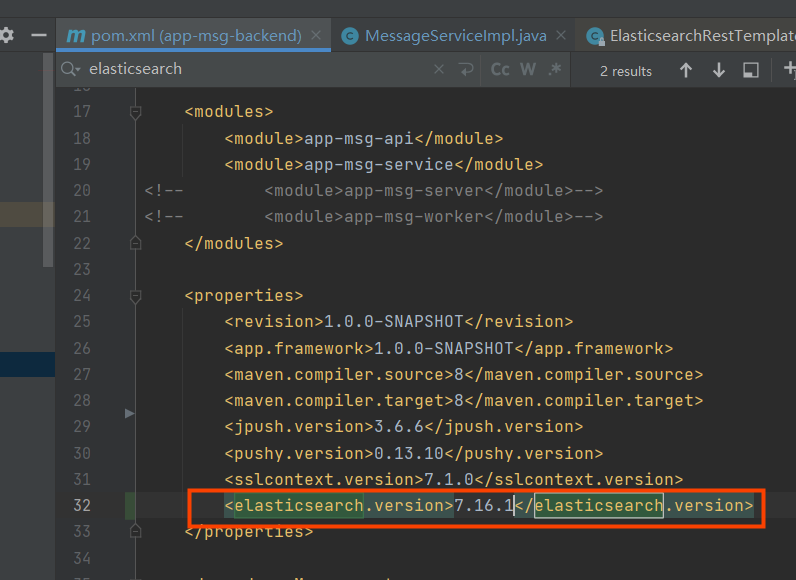 pom.xml (app-msg-backend)
MessageServiceImpl.java
ElasticsearchRestTemplate
elasticsearch
Cc W .*
2 results
17 <modules>
18 <module>app-msg-api</module>
19 <module>app-msg-service</module>
20 <!-- <module>app-msg-server</module>-->
21 <!-- <module>app-msg-worker</module>-->
22 </modules>
23
24 <properties>
25 <revision>1.0.0-SNAPSHOT</revision>
26 <app.framework>1.0.0-SNAPSHOT</app.framework>
27 <maven.compiler.source>8</maven.compiler.source>
28 <maven.compiler.target>8</maven.compiler.target>
29 <jpush.version>3.6.6</jpush.version>
30 <pushy.version>0.13.10</pushy.version>
31 <sslcontext.version>7.1.0</sslcontext.version>
32 <elasticsearch.version>7.16.1</elasticsearch.version>
33 </properties>
34